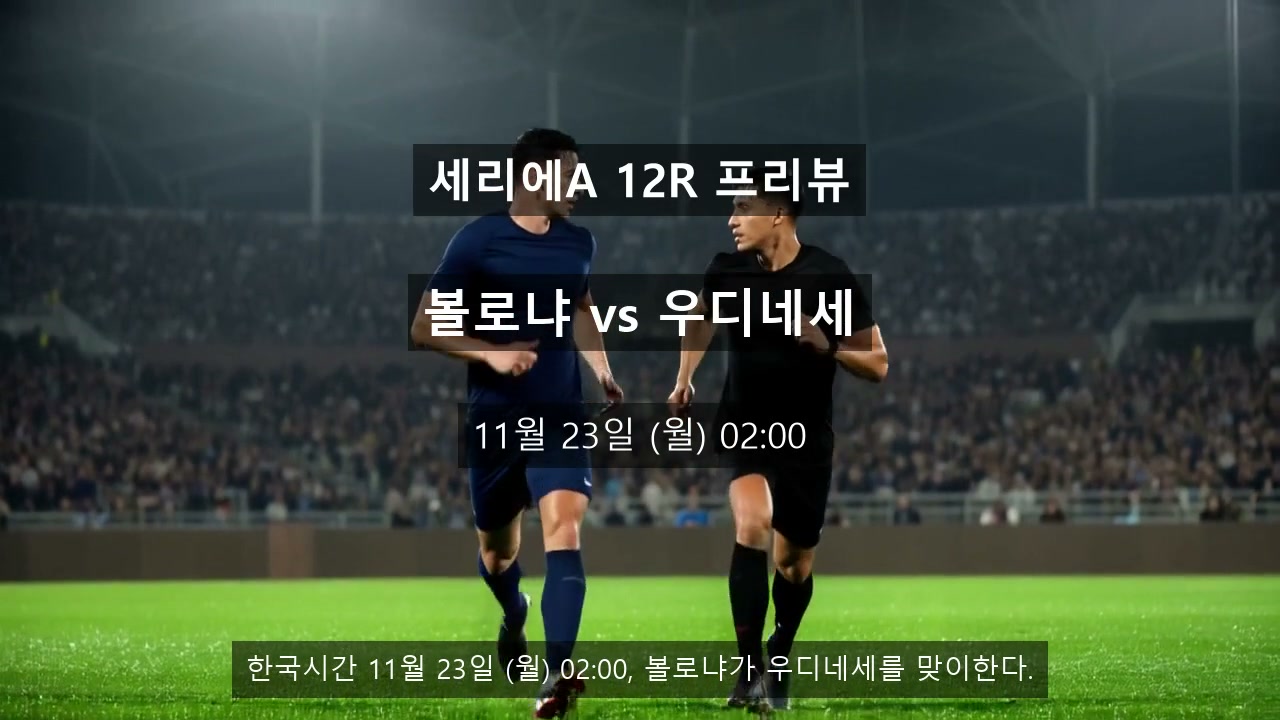 세리에A 12R 프리뷰
볼로냐 vs 우디네세
11월 23일 (월) 02:00
한국시간 11월 23일 (월) 02:00, 볼로냐가 우디네세를 맞이한다.